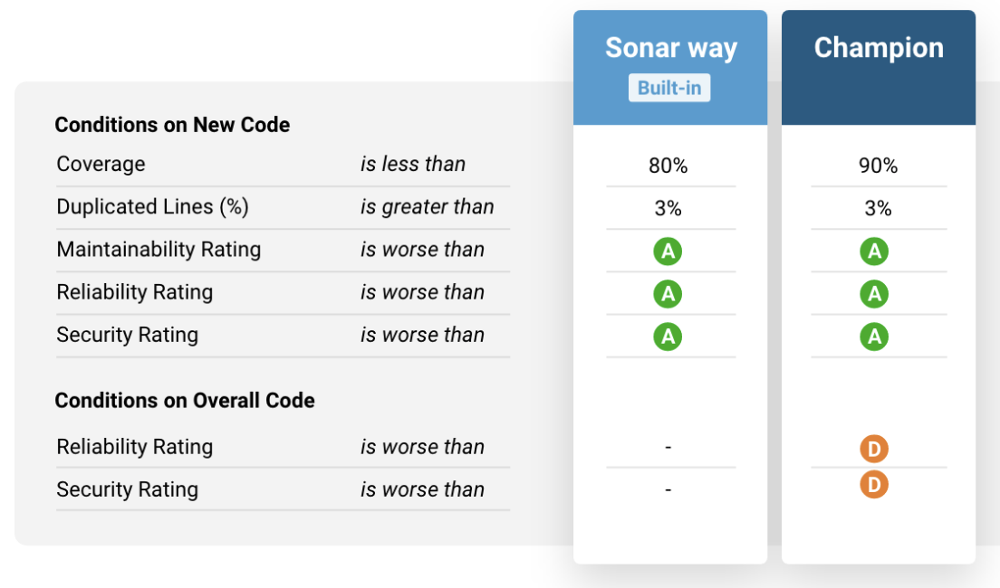 Sonar way Champion
Built-in
Conditions on New Code
Coverage is less than 80% 90%
Duplicated Lines (%) is greater than 3% 3%
Maintainability Rating is worse than A A
Reliability Rating is worse than A A
Security Rating is worse than A A
Conditions on Overall Code
Reliability Rating is worse than - D
Security Rating is worse than - D